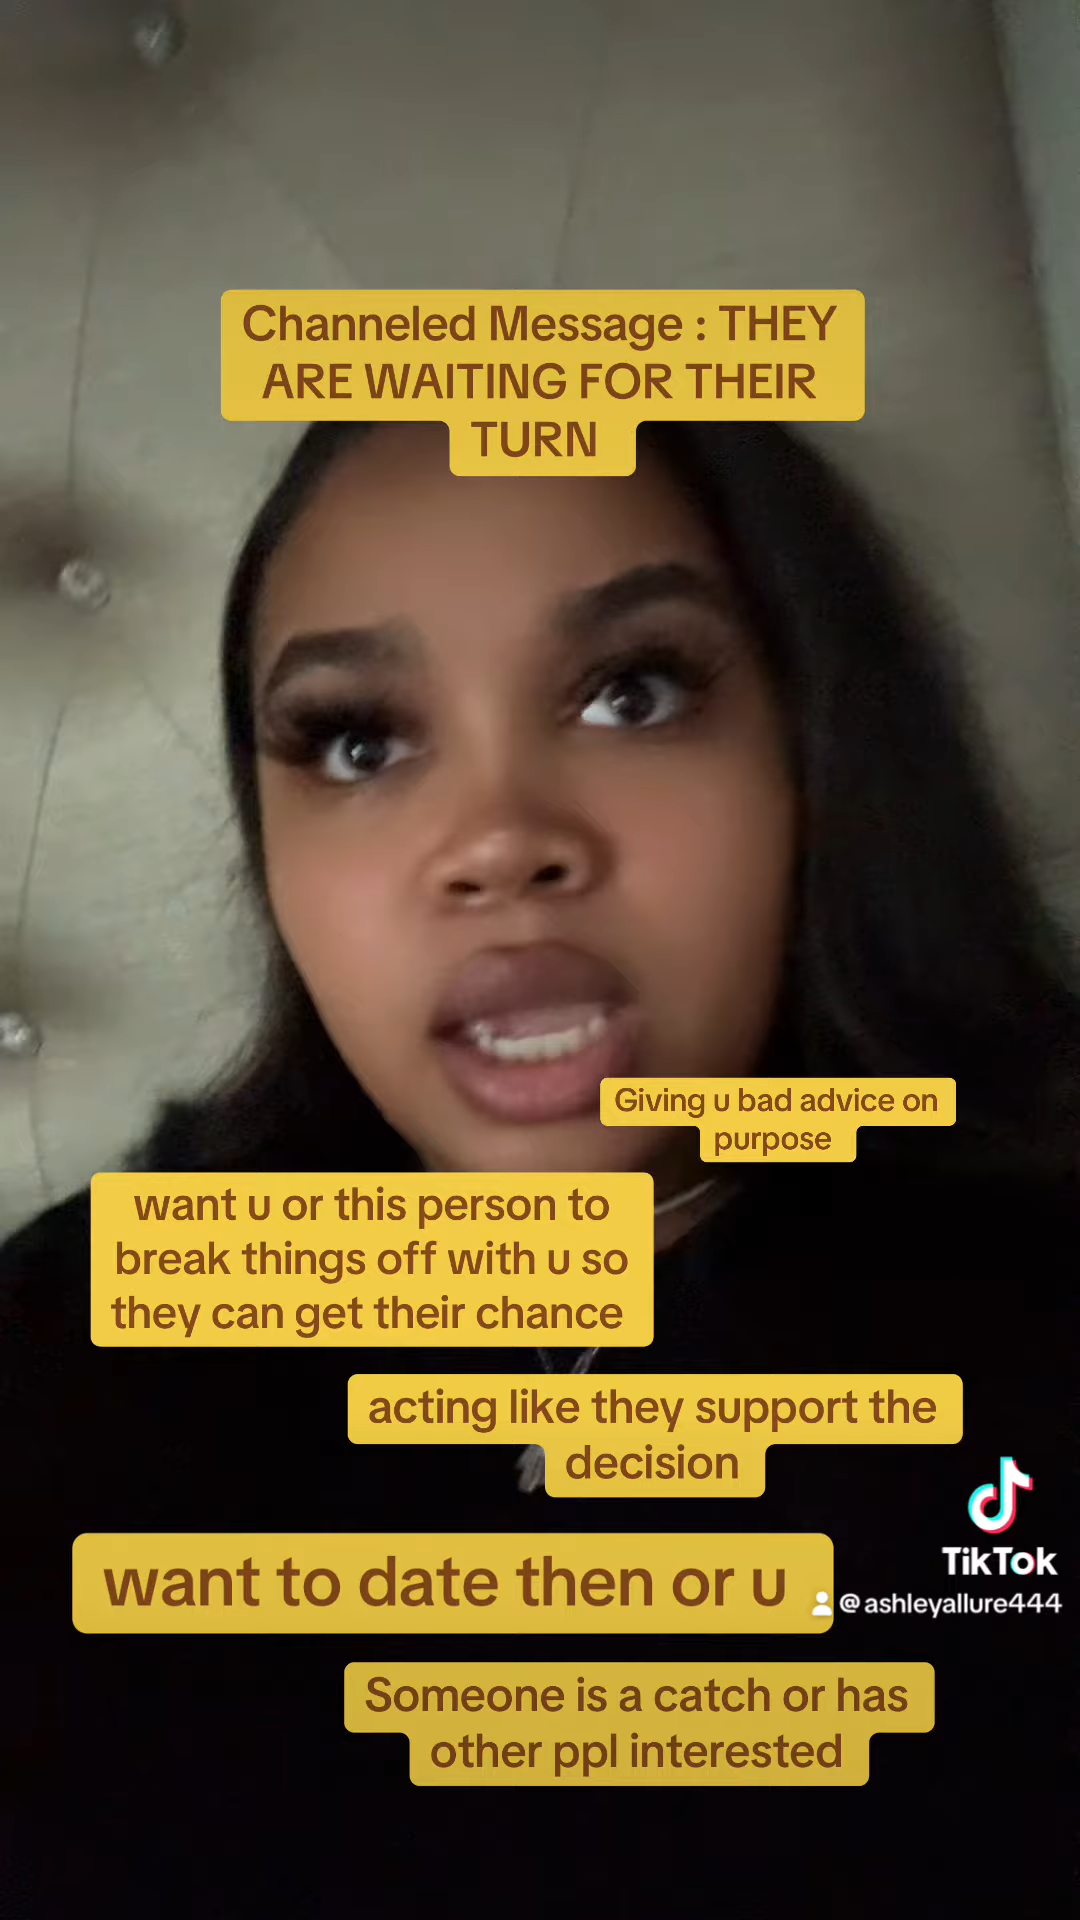 Channeled Message : THEY
ARE WAITING FOR THEIR
TURN
Giving u bad advice on
purpose
want u or this person to
break things off with u so
they can get their chance
acting like they support the
decision
TikTok
want to date then or u
@ashleyallure444
Someone is a catch or has
other ppl interested